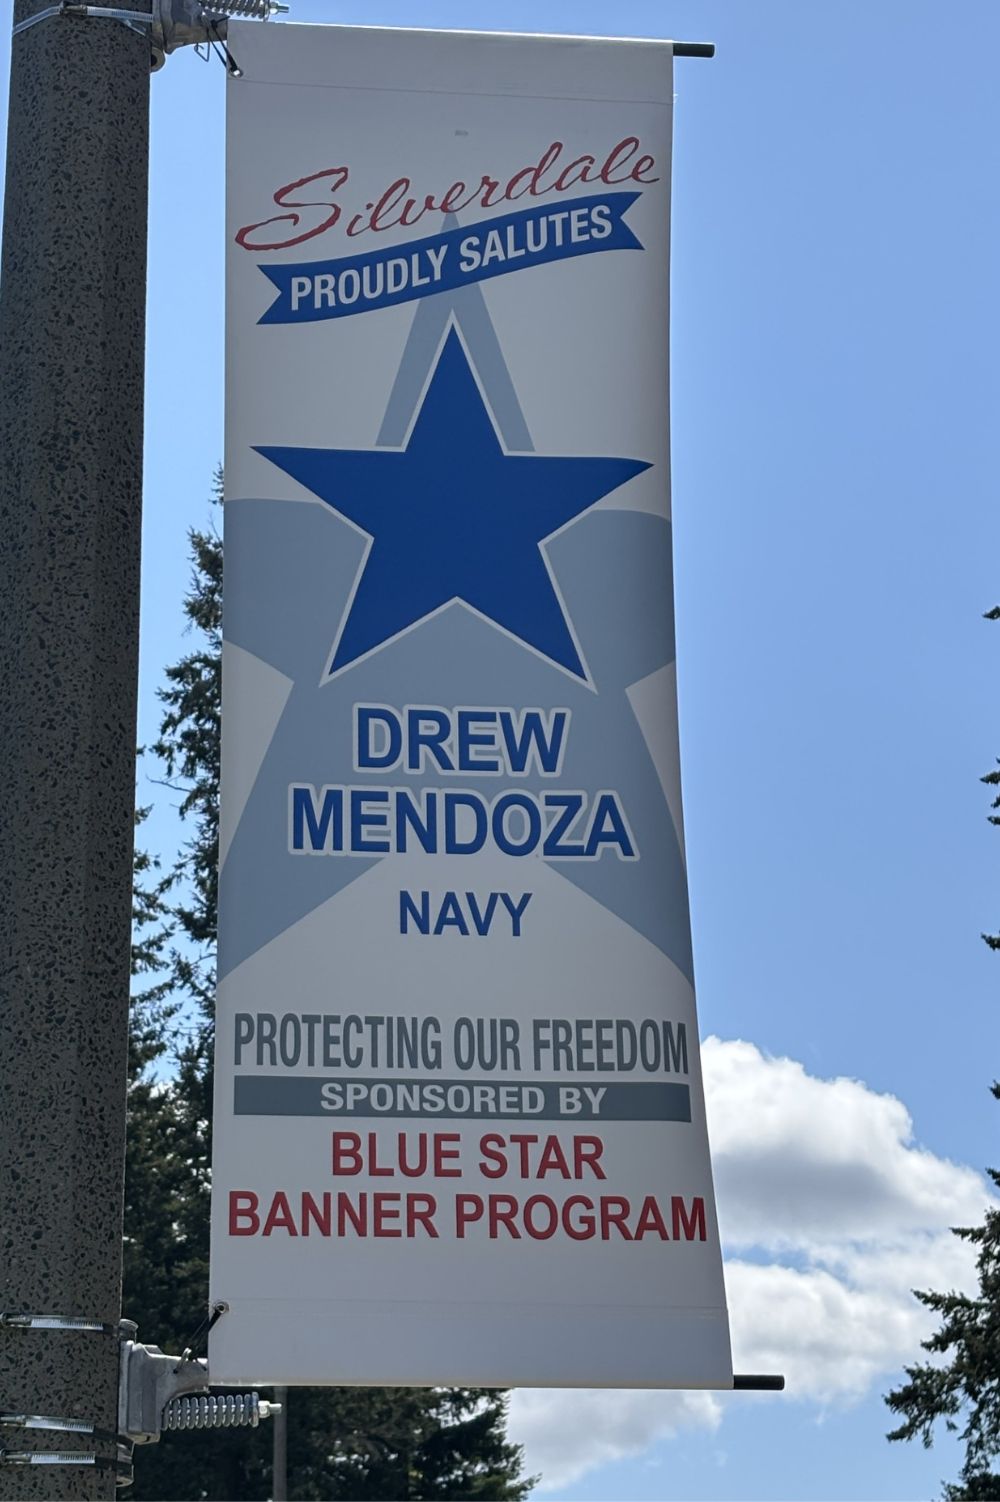 Silverdale
PROUDLY SALUTES
DREW
MENDOZA
NAVY
PROTECTING OUR FREEDOM
SPONSORED BY
BLUE STAR
BANNER PROGRAM